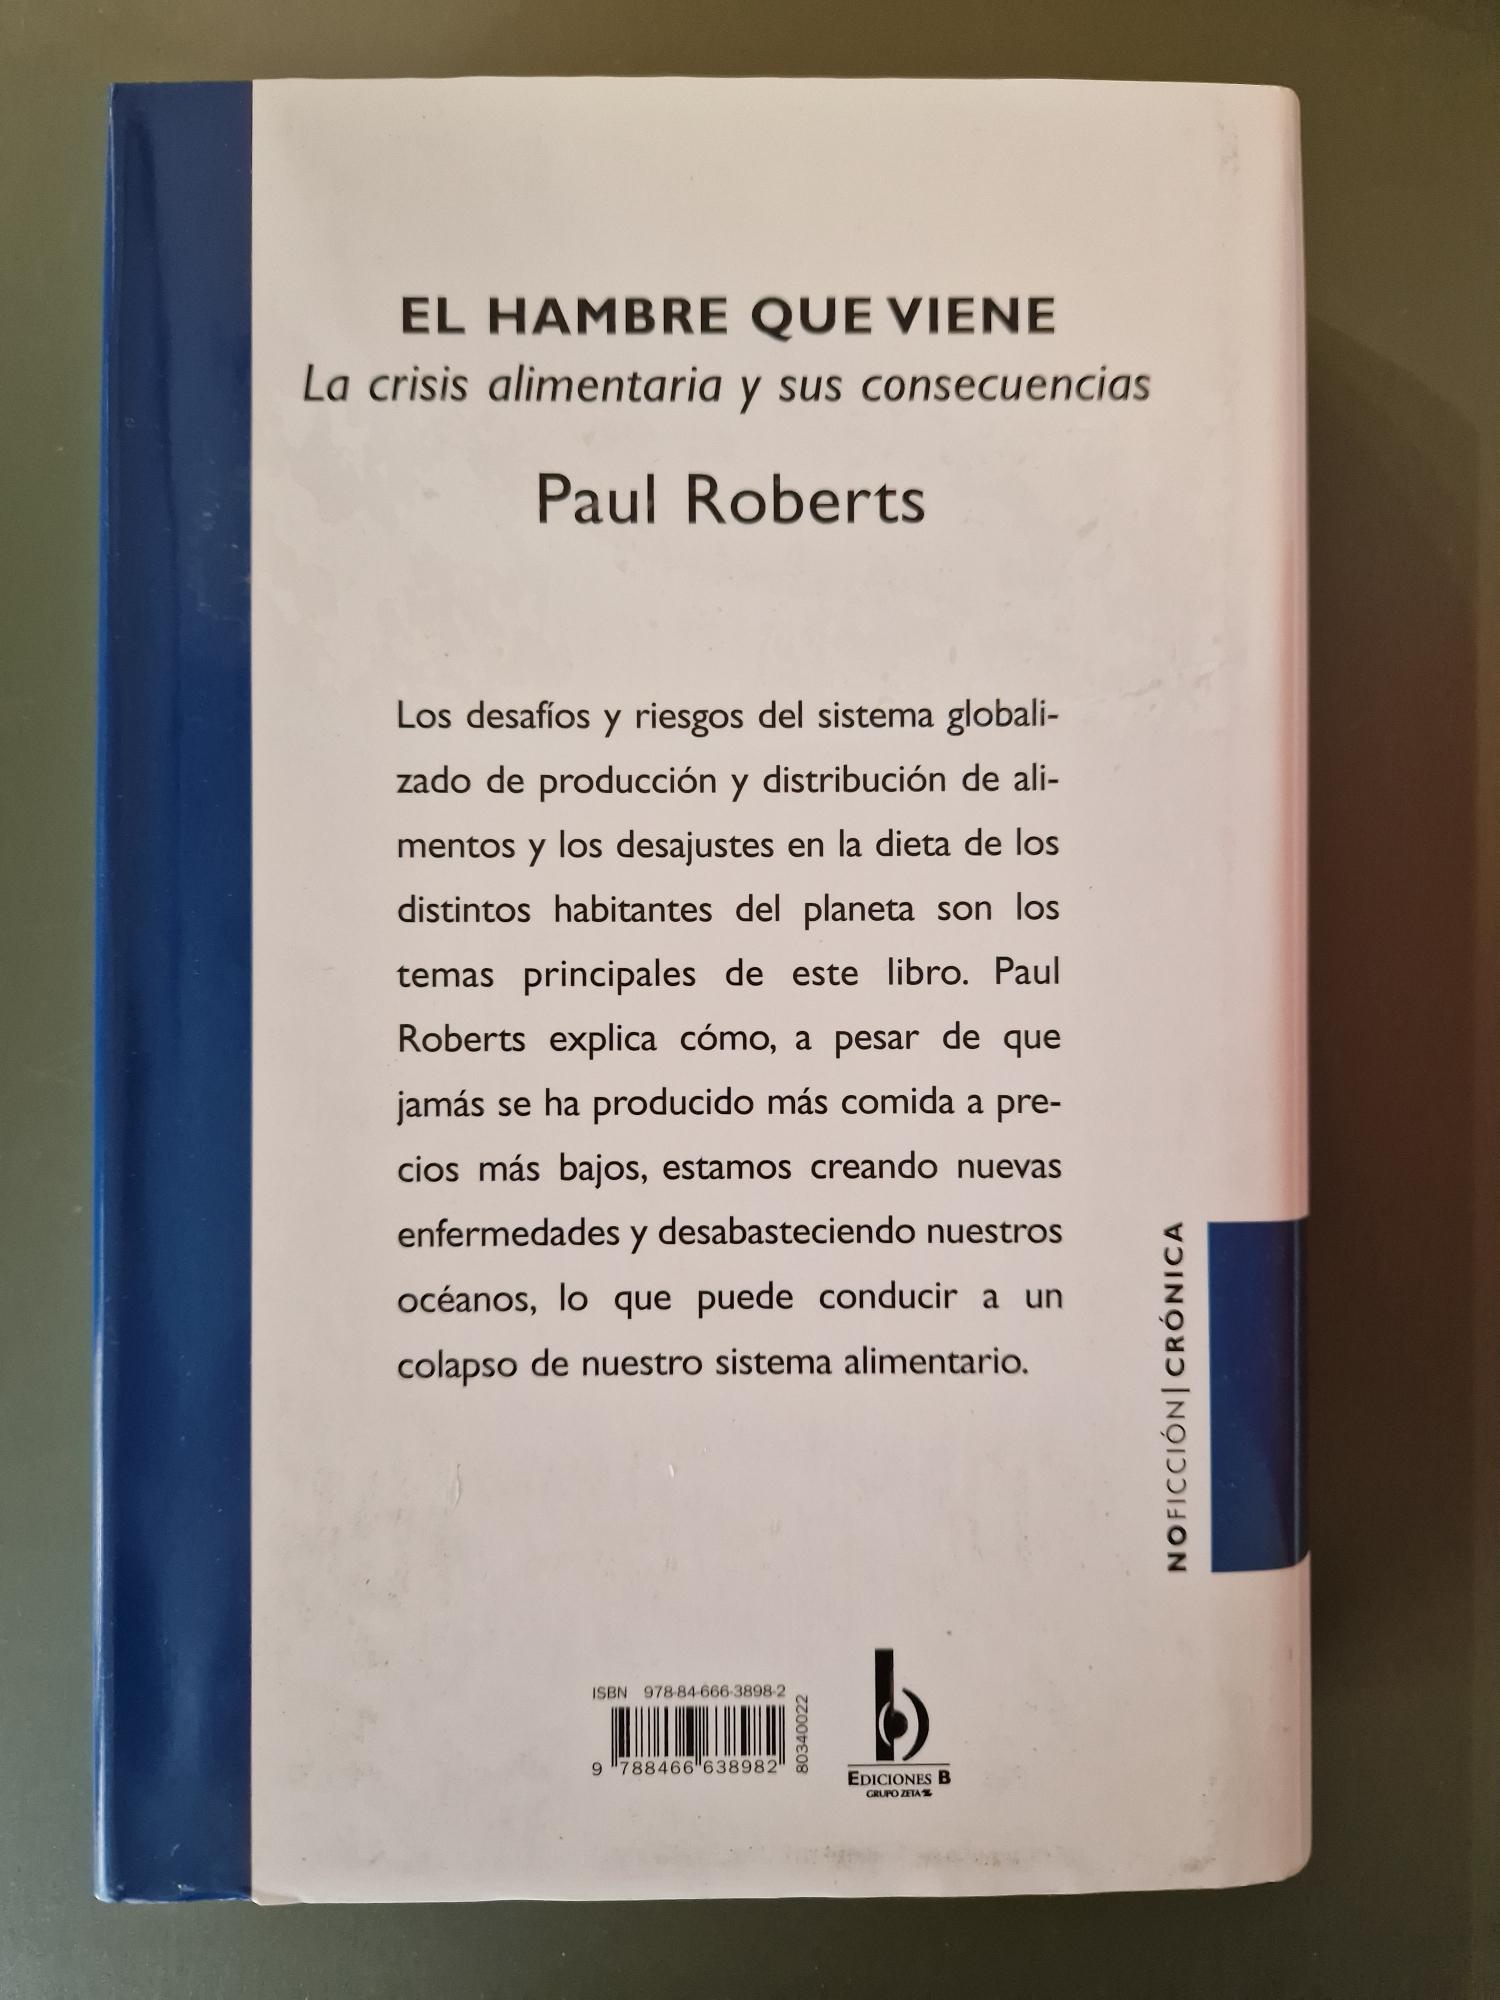 EL HAMBRE QUE VIENE
La crisis alimentaria y sus consecuencias
Paul Roberts
Los desafíos y riesgos del sistema globali-
zado de producción y distribución de ali-
mentos y los desajustes en la dieta de los
distintos habitantes del planeta son los
temas principales de este libro. Paul
Roberts explica cómo, a pesar de que
jamás se ha producido más comida a pre-
cios más bajos, estamos creando nuevas
enfermedades y desabasteciendo nuestros
océanos, lo que puede conducir a un
colapso de nuestro sistema alimentario.
NOFICCIÓN|CRÓNICA
ISBN 978-84-666-3898-2
9 788466 638982
80340022
EDICIONES B
GRUPO ZETA